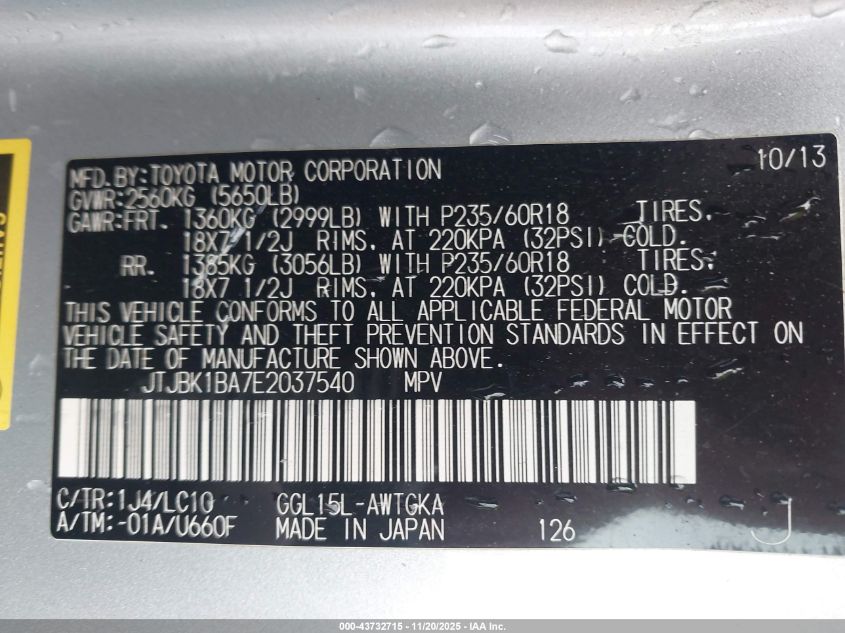 MFD. BY: TOYOTA MOTOR CORPORATION 10/13
GVWR: 2560KG (5650LB)
GAWR: FRT. 1360KG (2999LB) WITH P235/60R18 TIRES,
18X7 1/2J RIMS, AT 220KPA (32PSI) COLD.
RR. 1385KG (3056LB) WITH P235/60R18 TIRES;
18X7 1/2J RIMS, AT 220KPA (32PSI) COLD.
THIS VEHICLE CONFORMS TO ALL APPLICABLE FEDERAL MOTOR
VEHICLE SAFETY AND THEFT PREVENTION STANDARDS IN EFFECT ON
THE DATE OF MANUFACTURE SHOWN ABOVE.
JTJBK1BA7E2037540 MPV
C/TR: 1J4/LC10 GGL15L-AWTGKA
A/TM: -01A/U660F MADE IN JAPAN 126 J
000-43732715 - 11/20/2025 - IAA Inc.